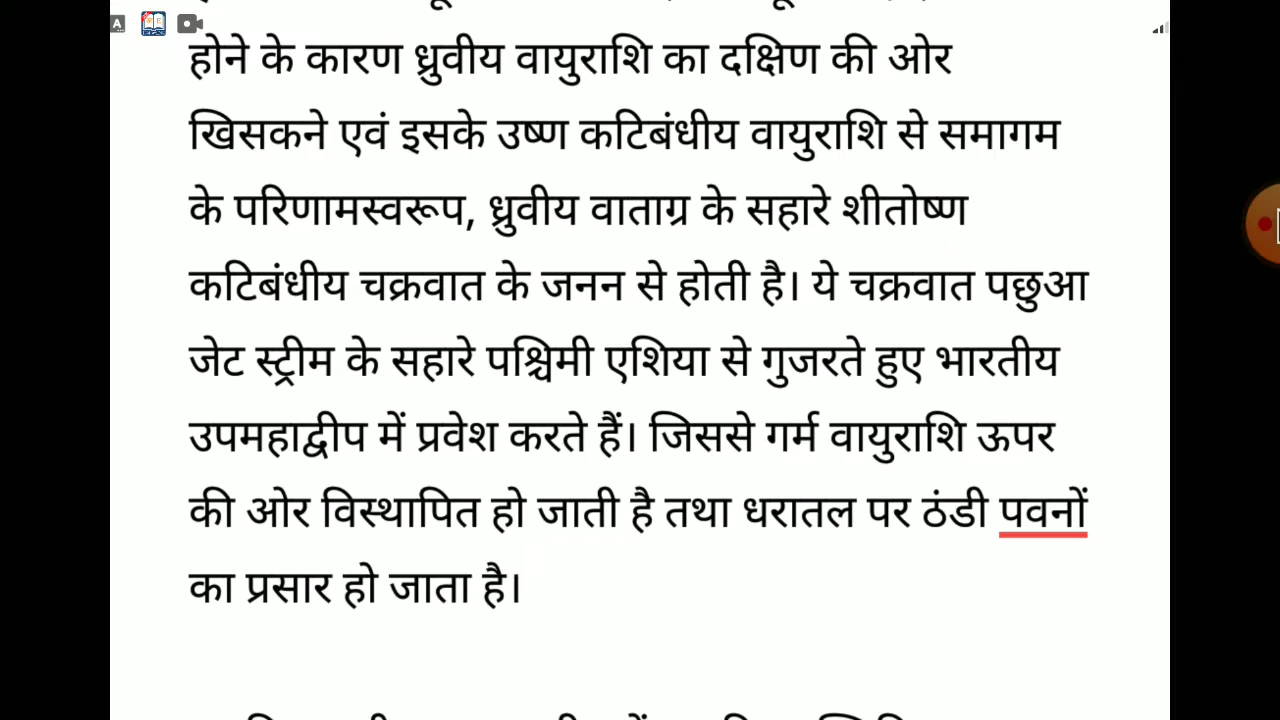 होने के कारण ध्रुवीय वायुराशि का दक्षिण की ओर
खिसकने एवं इसके उष्ण कटिबंधीय वायुराशि से समागम
के परिणामस्वरूप, ध्रुवीय वाताग्र के सहारे शीतोष्ण
कटिबंधीय चक्रवात के जनन से होती है। ये चक्रवात पछुआ
जेट स्ट्रीम के सहारे पश्चिमी एशिया से गुजरते हुए भारतीय
उपमहाद्वीप में प्रवेश करते हैं। जिससे गर्म वायुराशि ऊपर
की ओर विस्थापित हो जाती है तथा धरातल पर ठंडी पवनों
का प्रसार हो जाता है।